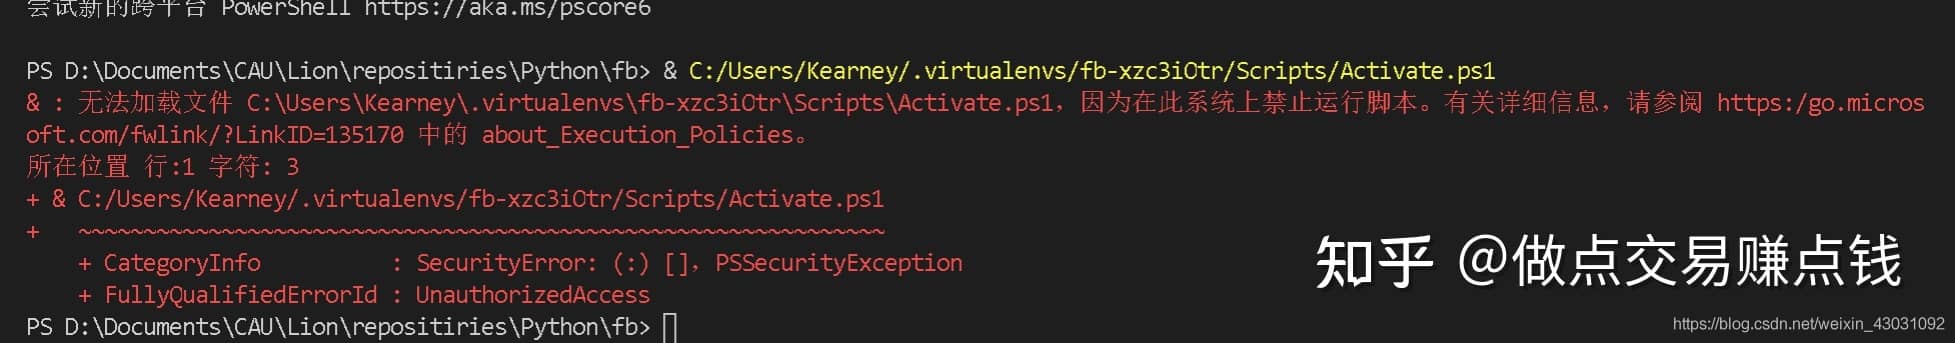 尝试新的跨平台 PowerShell https://aka.ms/pscore6
PS D:\Documents\CAU\Lion\repositiries\Python\fb> & C:/Users/Kearney/.virtualenvs/fb-xzc3iOtr/Scripts/Activate.ps1
& : 无法加载文件 C:\Users\Kearney\.virtualenvs\fb-xzc3iOtr\Scripts\Activate.ps1，因为在此系统上禁止运行脚本。有关详细信息，请参阅 https:/go.micros
oft.com/fwlink/?LinkID=135170 中的 about_Execution_Policies。
所在位置 行:1 字符: 3
+ & C:/Users/Kearney/.virtualenvs/fb-xzc3iOtr/Scripts/Activate.ps1
+   ~~~~~~~~~~~~~~~~~~~~~~~~~~~~~~~~~~~~~~~~~~~~~~~~~~~~~~~~~~~~~~
    + CategoryInfo          : SecurityError: (:) []，PSSecurityException
    + FullyQualifiedErrorId : UnauthorizedAccess
PS D:\Documents\CAU\Lion\repositiries\Python\fb>
知乎 @做点交易赚点钱
https://blog.csdn.net/weixin_43031092